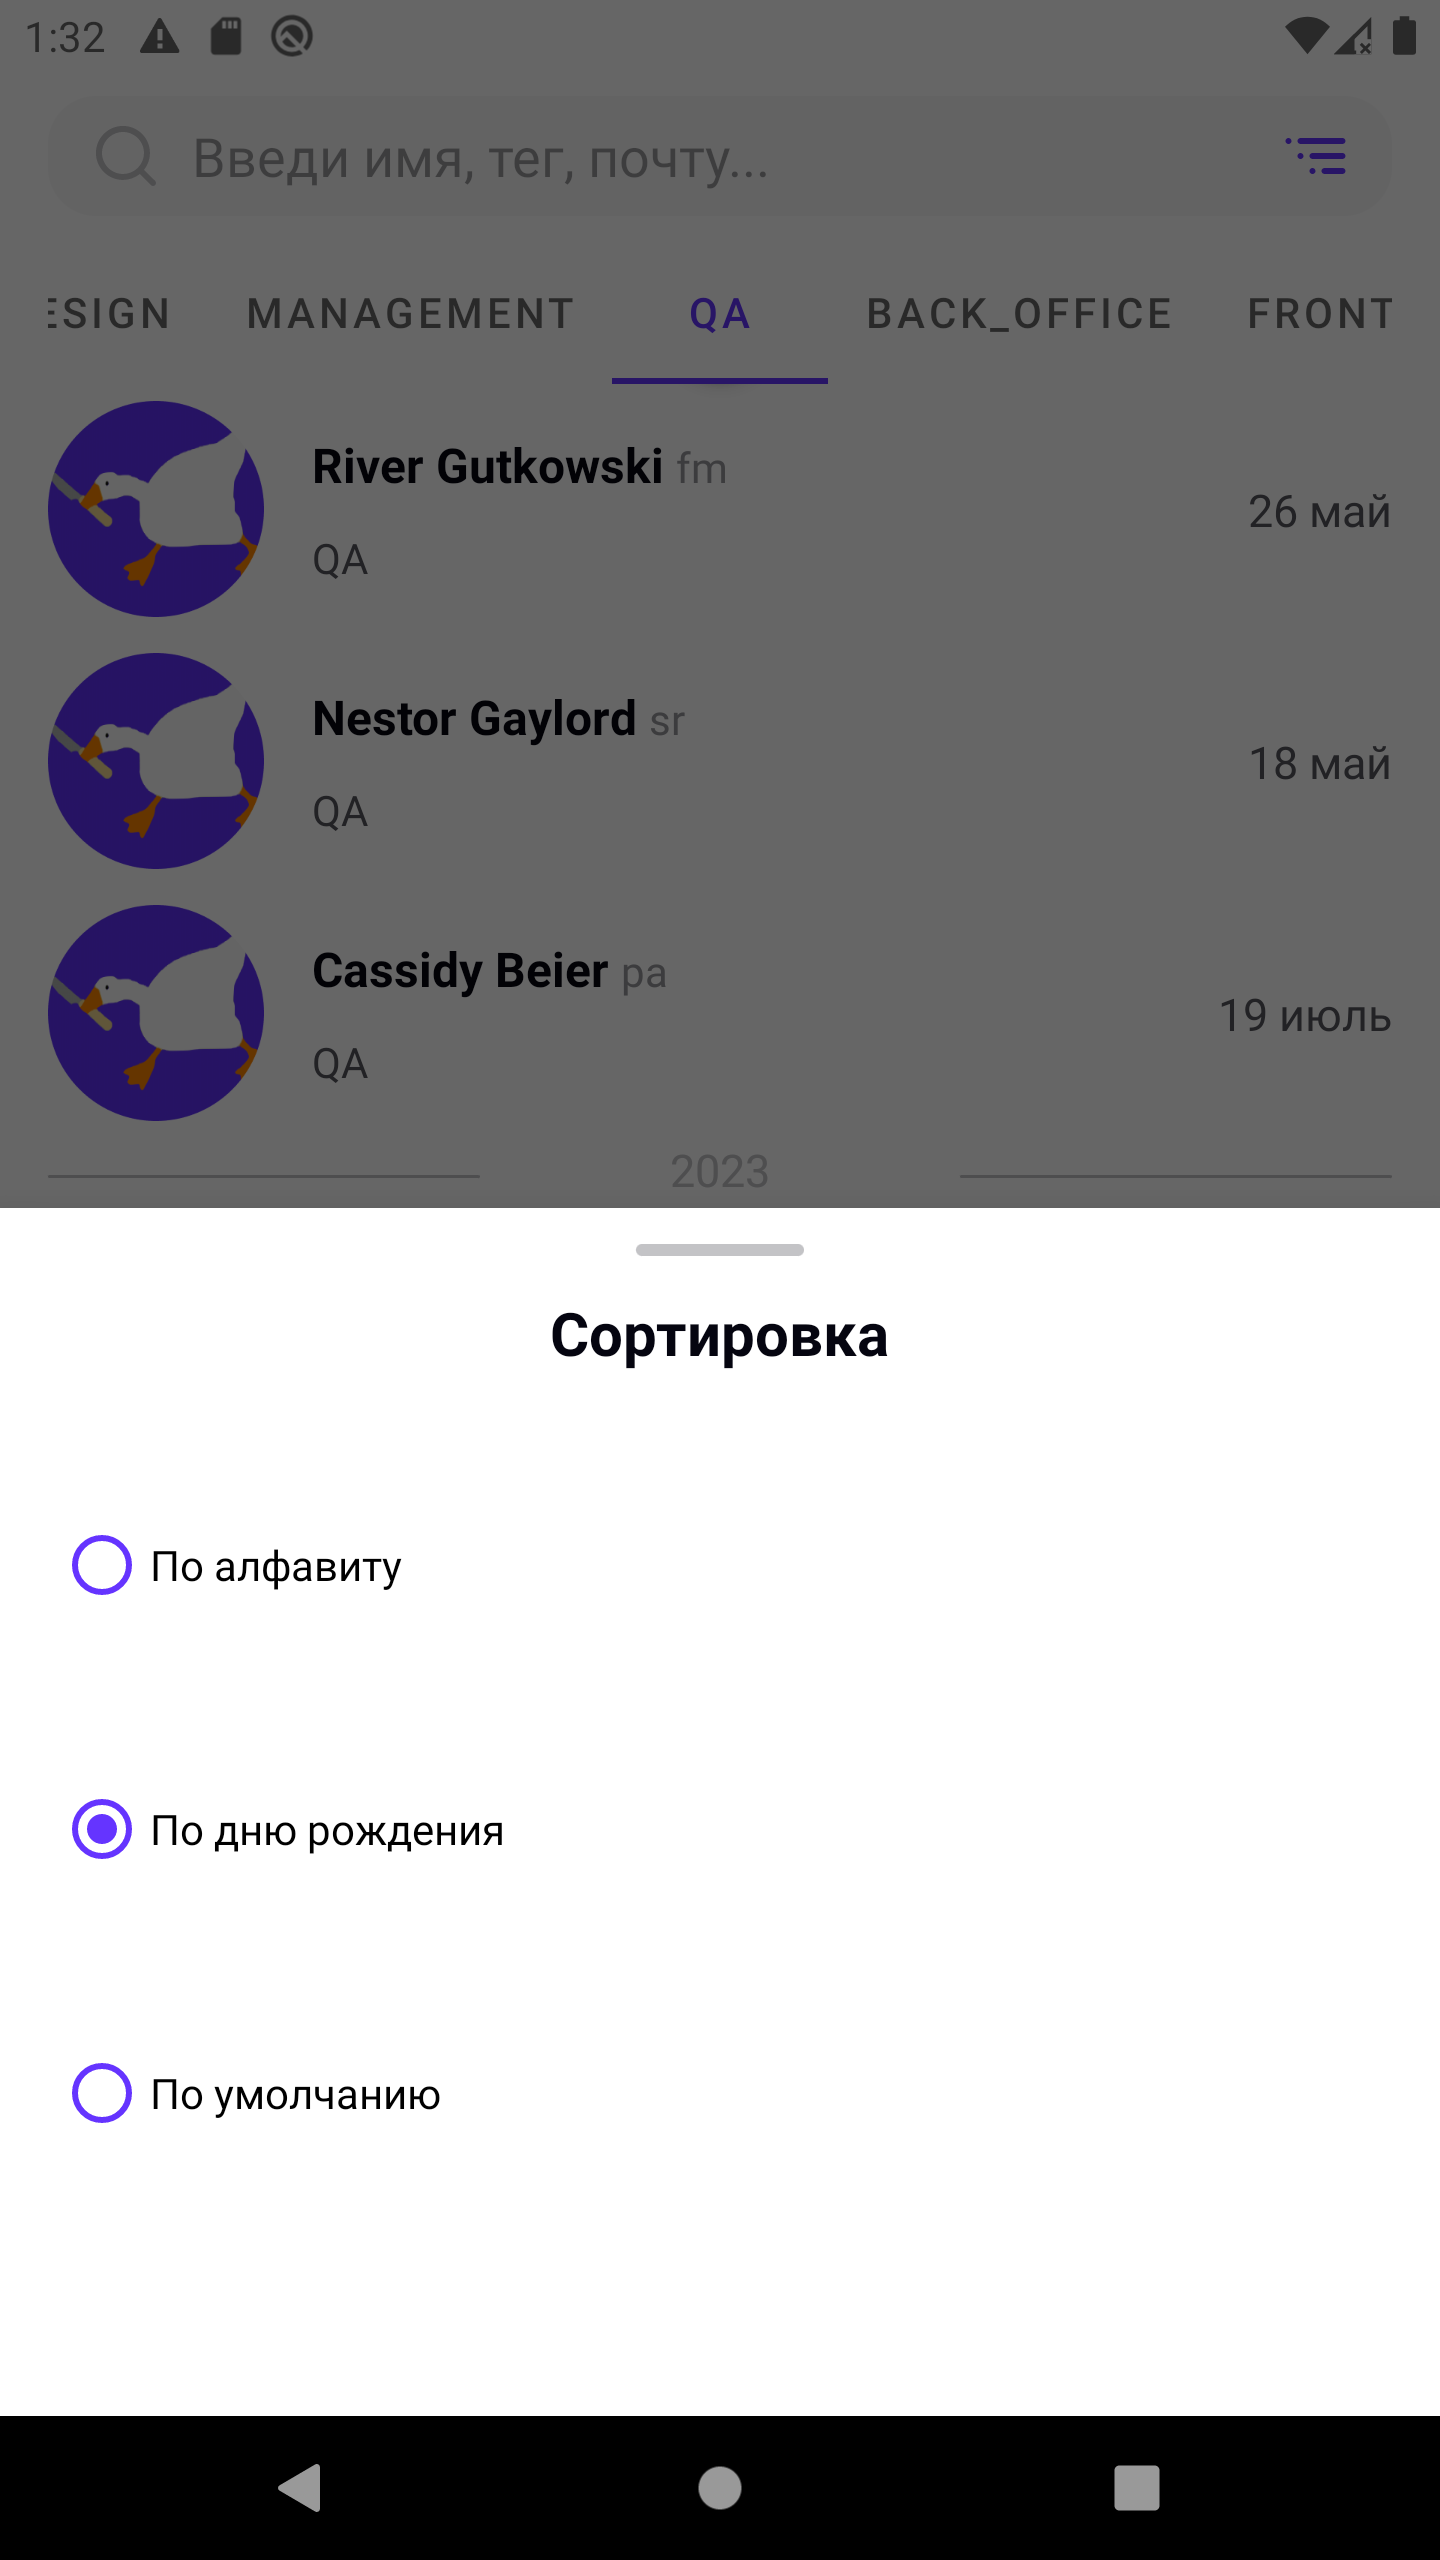 1:32
Введи имя, тег, почту...
ESIGN MANAGEMENT QA BACK_OFFICE FRONT
River Gutkowski fm
QA
26 май
Nestor Gaylord sr
QA
18 май
Cassidy Beier pa
QA
19 июль
2023
Сортировка
По алфавиту
По дню рождения
По умолчанию